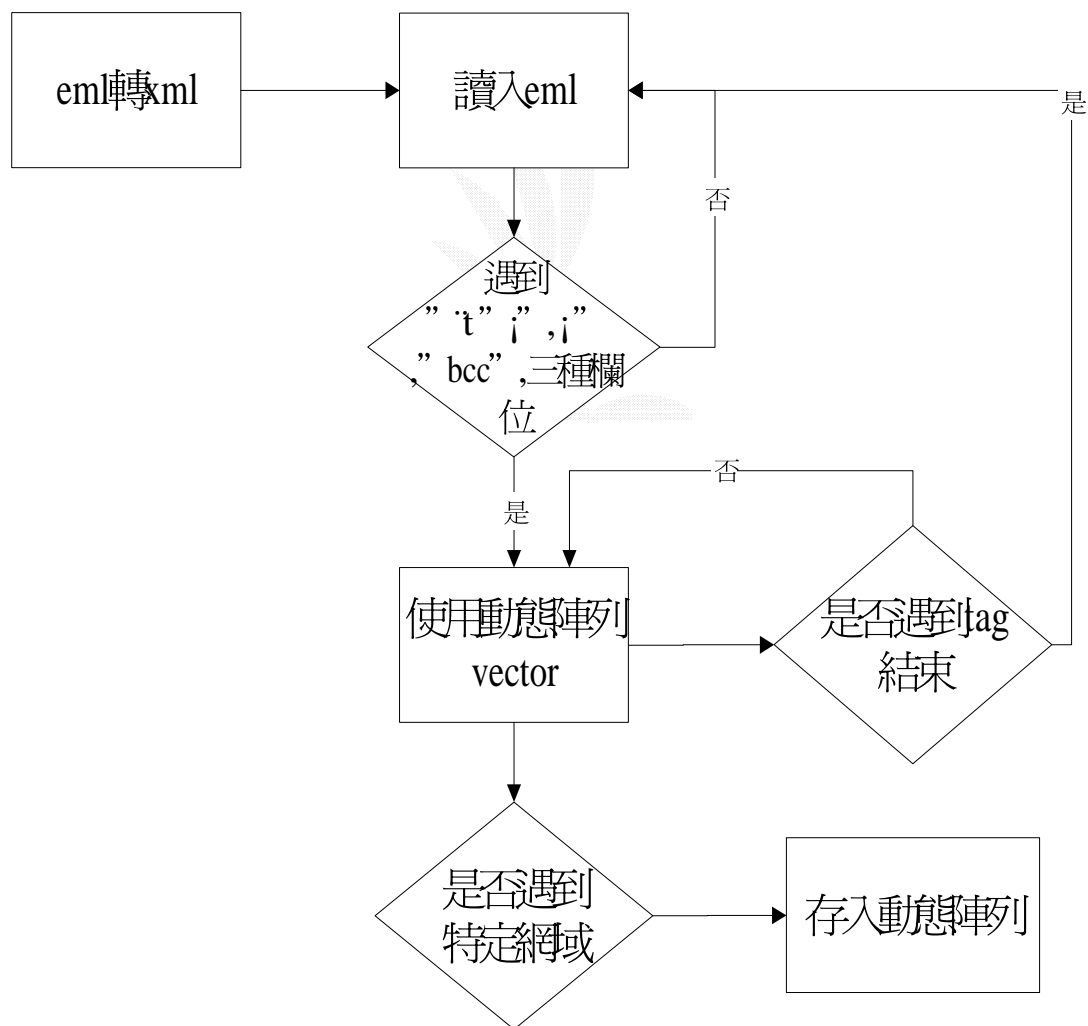 eml轉xml
讀入eml
是
否
遇到
”¨t”¡”,¡”
,”bcc”,三種欄
位
否
是
使用動態陣列
vector
是否遇到tag
結束
是否遇到
特定網域
存入動態陣列